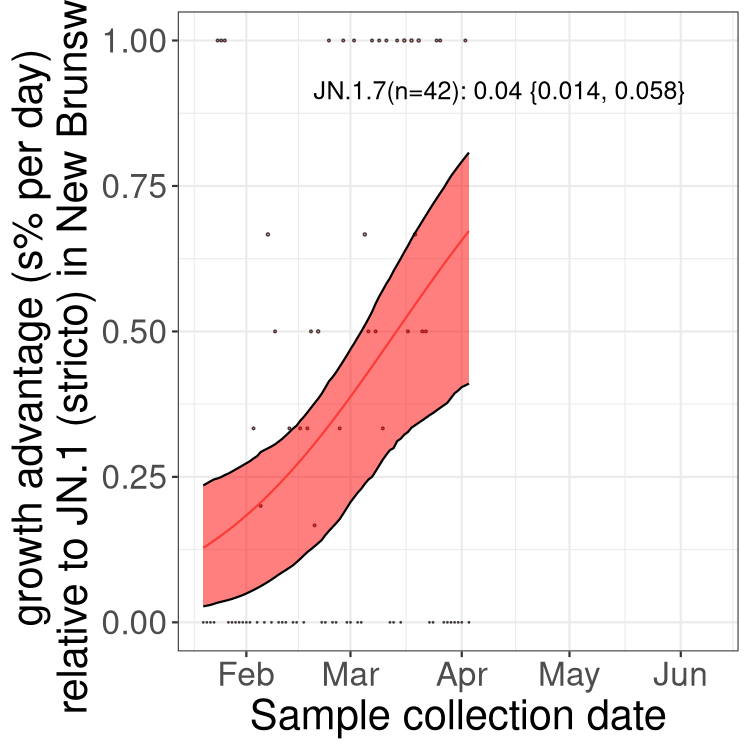 growth advantage (s% per day)
relative to JN.1 (stricto) in New Brunsw
1.00
0.75
0.50
0.25
0.00
JN.1.7(n=42): 0.04 {0.014, 0.058}
Feb Mar Apr May Jun
Sample collection date